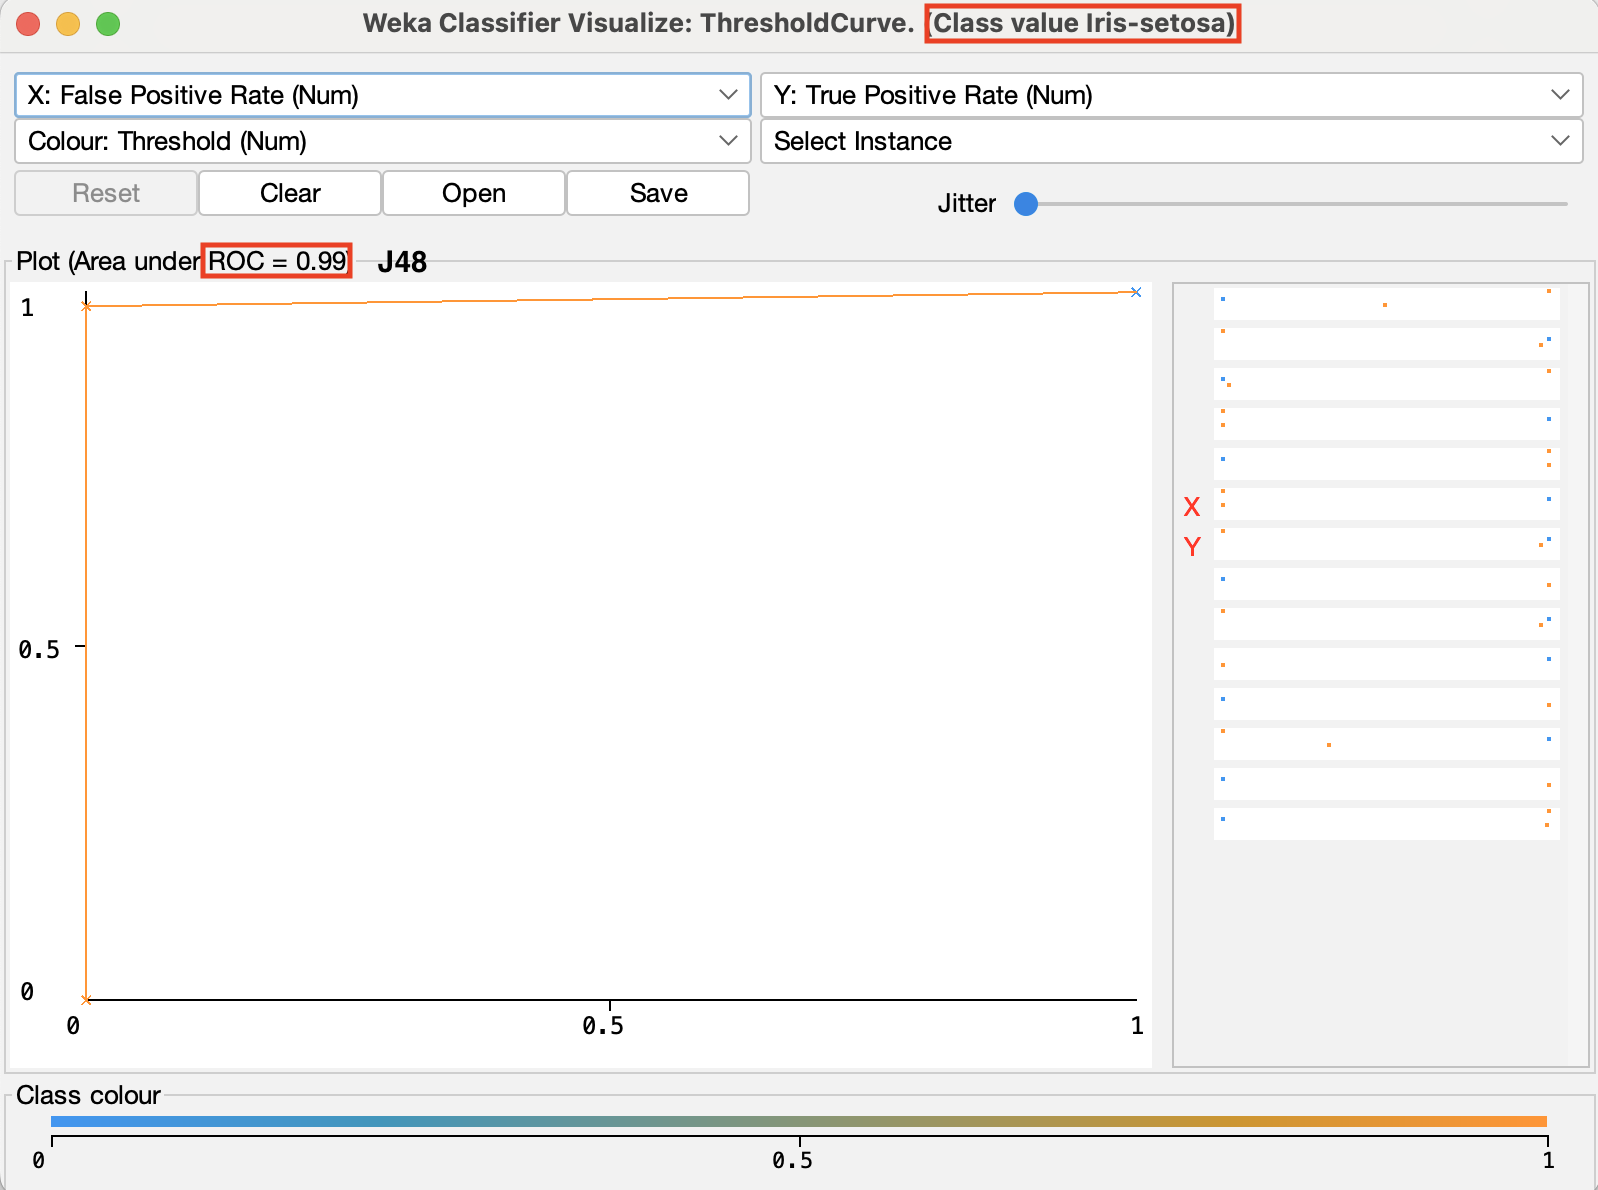 Weka Classifier Visualize: ThresholdCurve. (Class value Iris-setosa)
X: False Positive Rate (Num)
Y: True Positive Rate (Num)
Colour: Threshold (Num)
Select Instance
Reset
Clear
Open
Save
Jitter
Plot (Area under ROC = 0.99)
J48
1
0.5
0
0
0.5
1
X
Y
Class colour
0
0.5
1